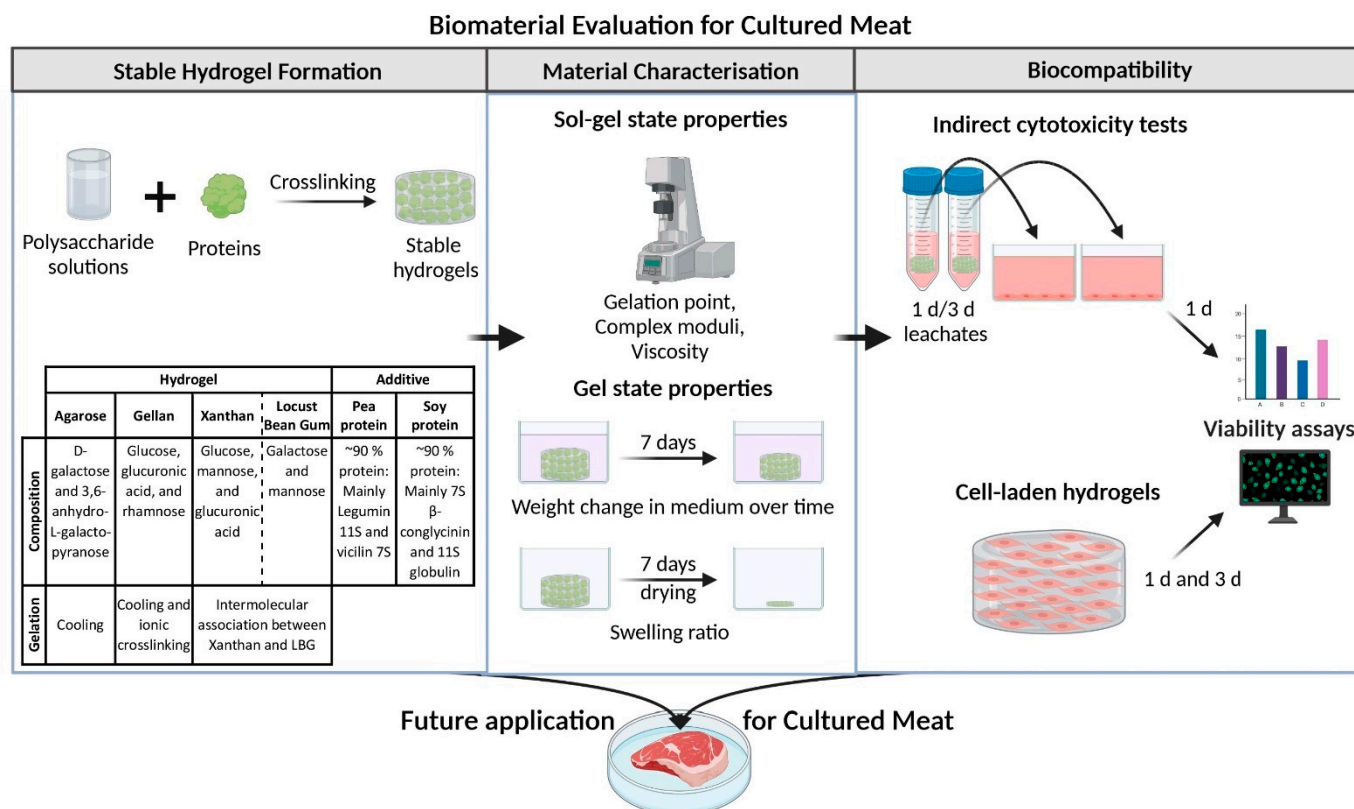 Biomaterial Evaluation for Cultured Meat
Stable Hydrogel Formation
Material Characterisation
Biocompatibility
Polysaccharide
solutions
+
Proteins
Crosslinking
Stable
hydrogels
Hydrogel
Additive
Agarose
Gellan
Xanthan
Locust
Bean Gum
Pea
protein
Soy
protein
Composition
D-
galactose
and 3,6-
anhydro-
L-galacto-
pyranose
Glucose,
glucuronic
acid, and
rhamnose
Glucose,
mannose,
and
glucuronic
acid
Galactose
and
mannose
~90 %
protein:
Mainly
Legumin
11S and
vicilin 7S
~90 %
protein:
Mainly 7S
β-
conglycinin
and 11S
globulin
Gelation
Cooling
Cooling and
ionic
crosslinking
Intermolecular
association between
Xanthan and LBG
Sol-gel state properties
Gelation point,
Complex moduli,
Viscosity
Gel state properties
7 days
Weight change in medium over time
7 days
drying
Swelling ratio
Indirect cytotoxicity tests
1 d/3 d
leachates
1 d
20
15
10
5
0
A B C D
Viability assays
Cell-laden hydrogels
1 d and 3 d
Future application for Cultured Meat